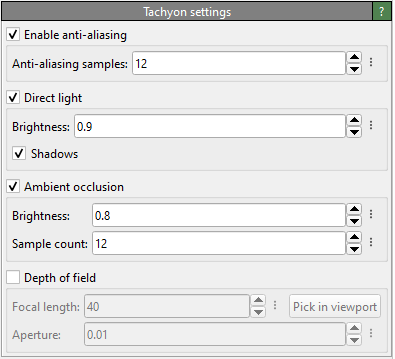 Tachyon settings ?
Enable anti-aliasing
Anti-aliasing samples: 12
Direct light
Brightness: 0.9
Shadows
Ambient occlusion
Brightness: 0.8
Sample count: 12
Depth of field
Focal length: 40 Pick in viewport
Aperture: 0.01